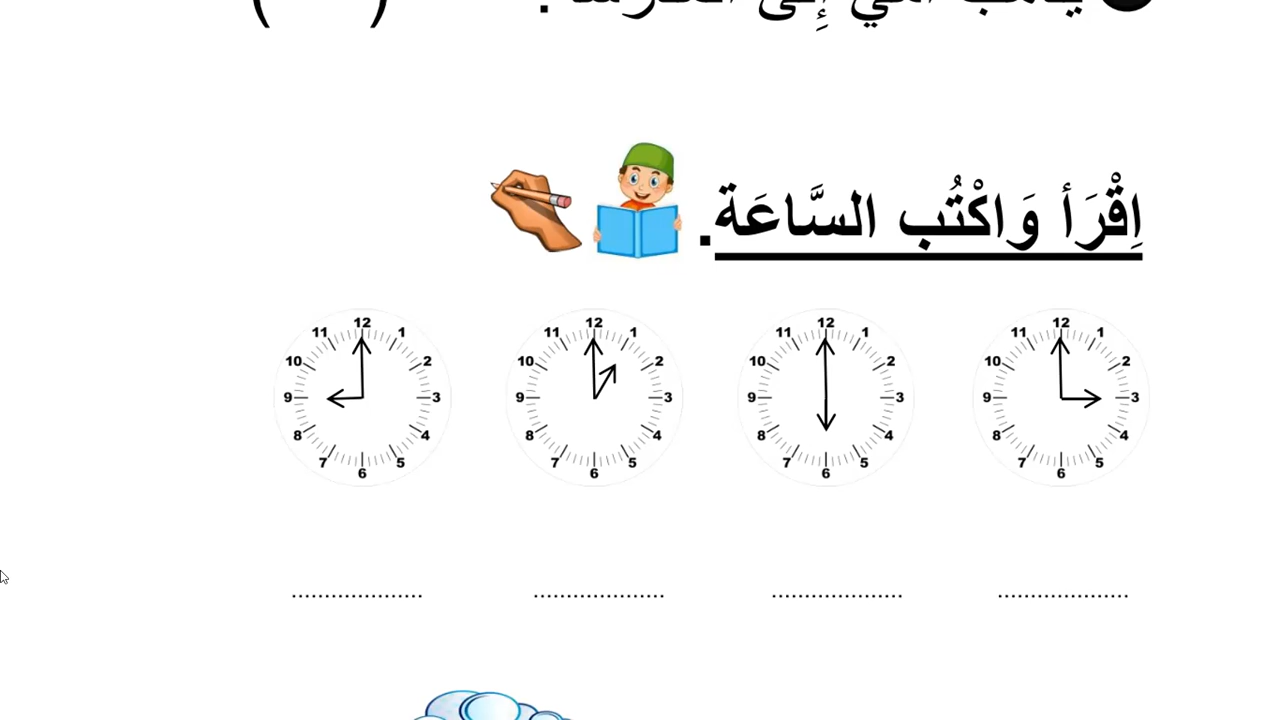 اِقْرَأ وَاكْتُب السَّاعَة.
12 1 2 3 4 5 6 7 8 9 10 11
12 1 2 3 4 5 6 7 8 9 10 11
12 1 2 3 4 5 6 7 8 9 10 11
12 1 2 3 4 5 6 7 8 9 10 11
.................... .................... .................... ....................